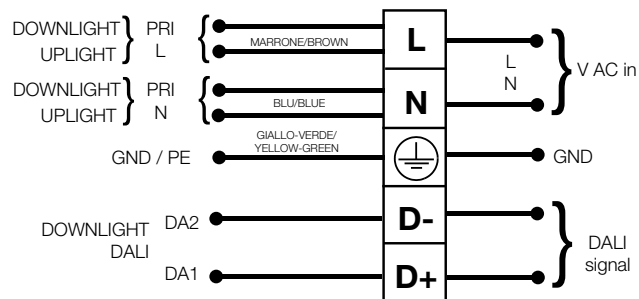 DOWNLIGHT PRI
UPLIGHT L
MARRONE/BROWN
L
L
N
V AC in
DOWNLIGHT PRI
UPLIGHT N
BLU/BLUE
N
GND / PE
GIALLO-VERDE/
YELLOW-GREEN
GND
DOWNLIGHT
DALI
DA2
DA1
D-
D+
DALI
signal